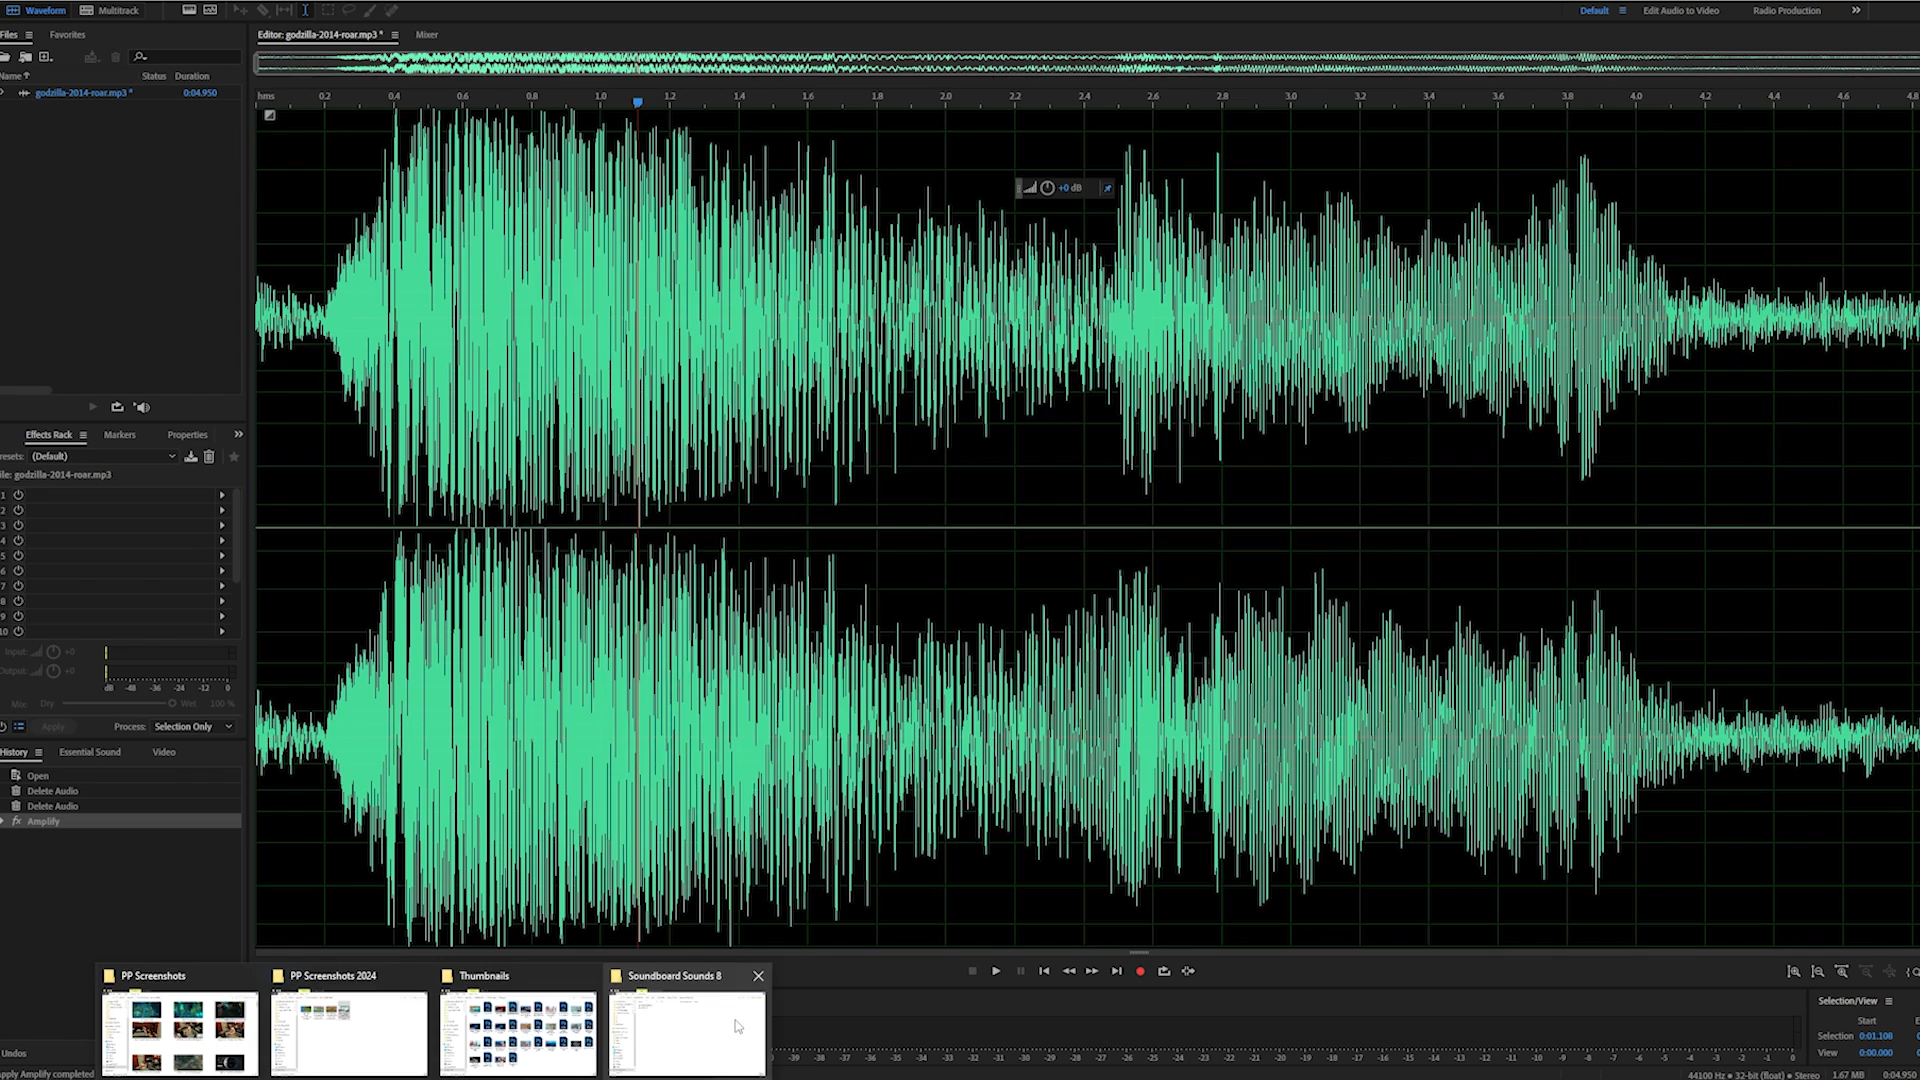 Waveform Multitrack Default Edit Audio to Video Radio Production
Files Favorites Editor: godzilla-2014-roar.mp3 * Mixer
Name Status Duration
godzilla-2014-roar.mp3 * 0:04.950
hms 0.2 0.4 0.6 0.8 1.0 1.2 1.4 1.6 1.8 2.0 2.2 2.4 2.6 2.8 3.0 3.2 3.4 3.6 3.8 4.0 4.2 4.4 4.6 4.8
+0 dB
Effects Rack Markers Properties
resets: (Default)
ile: godzilla-2014-roar.mp3
1
2
3
4
5
6
7
8
9
10
Input: +0
Output: +0
dB -48 -36 -24 -12 0
Mix: Dry Wet 100 %
Apply Process: Selection Only
History Essential Sound Video
Open
Delete Audio
Delete Audio
fx Amplify
PP Screenshots PP Screenshots 2024 Thumbnails Soundboard Sounds 8
Selection/View
Start
Selection 0:01.108
View 0:00.000
Undos
-39 -38 -37 -36 -35 -34 -33 -32 -31 -30 -29 -28 -27 -26 -25 -24 -23 -22 -21 -20 -19 -18 -17 -16 -15 -14 -13 -12 -11 -10 -9 -8 -7 -6 -5 -4 -3 -2 -1 0
pply Amplify completed 44100 Hz • 32-bit (float) • Stereo 1.67 MB 0:04.950